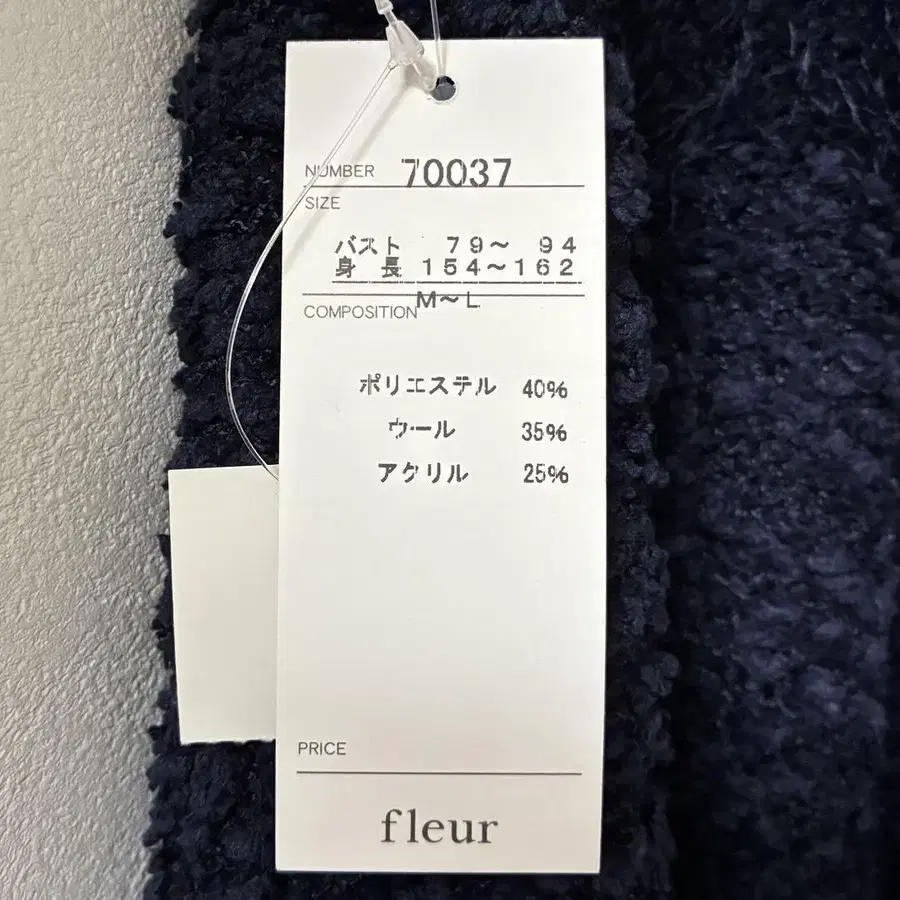 NUMBER 70037
SIZE
バスト 79～ 94
身 長 154～162
M～L
COMPOSITION
ポリエステル 40%
ウール 35%
アクリル 25%
PRICE
fleur